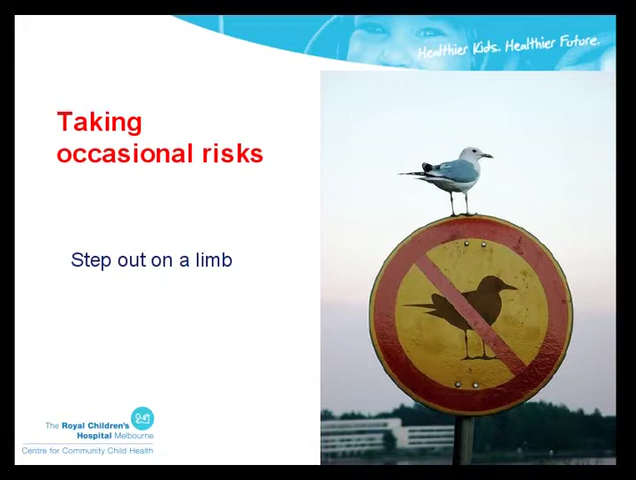 Healthier Kids. Healthier Future.
Taking
occasional risks
Step out on a limb
The Royal Children's
Hospital Melbourne
Centre for Community Child Health